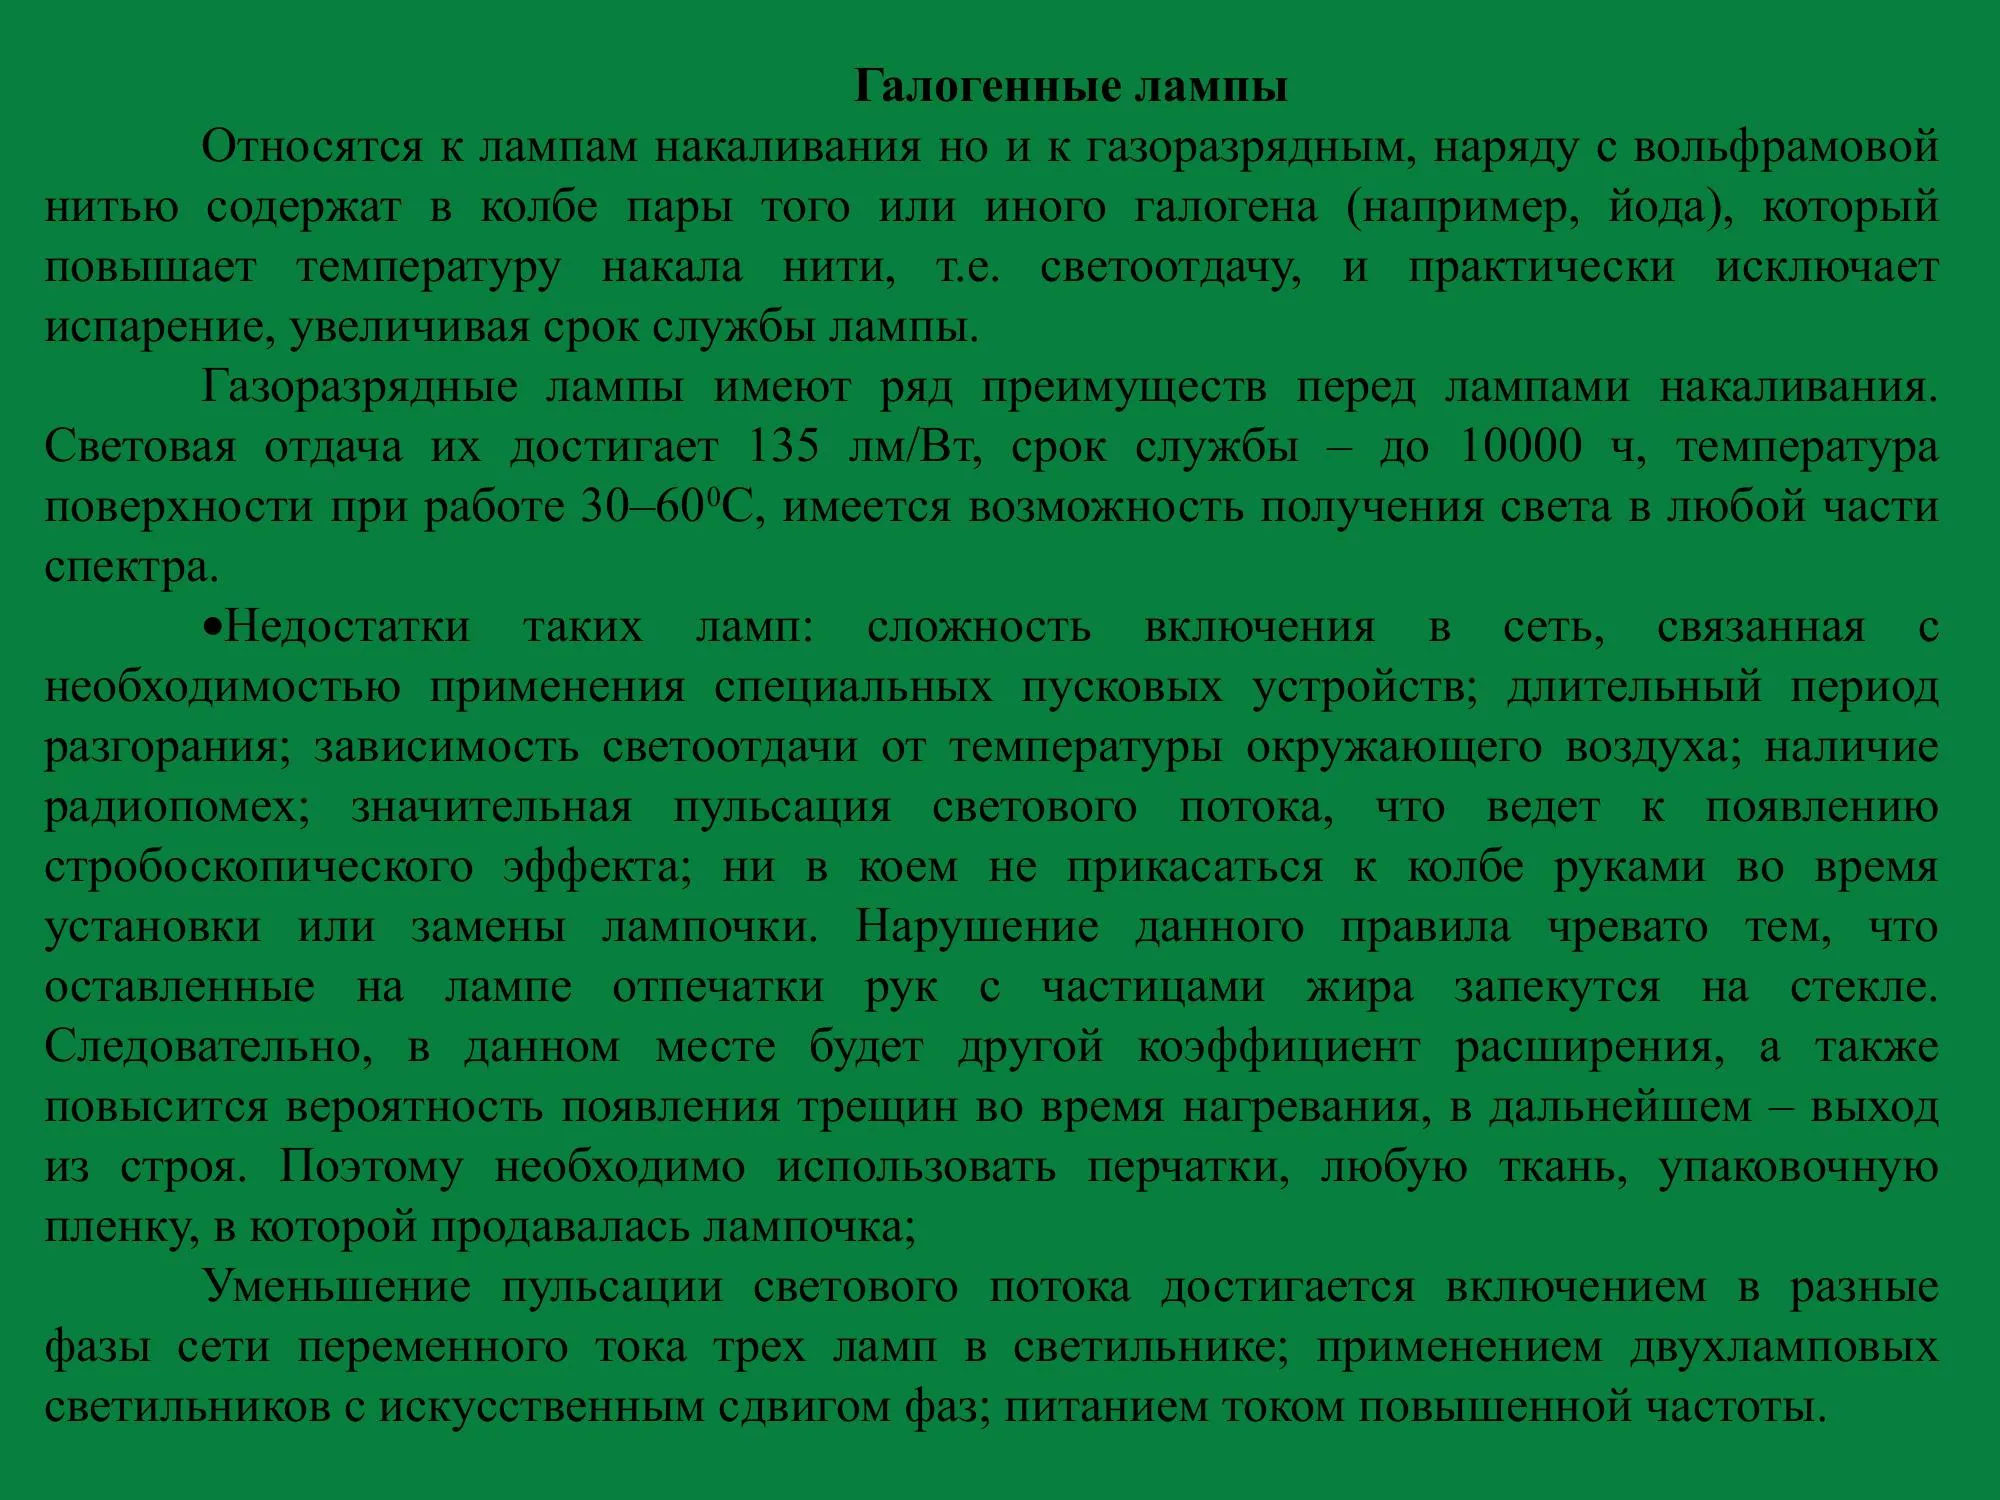 Галогенные лампы
Относятся к лампам накаливания но и к газоразрядным, наряду с вольфрамовой
нитью содержат в колбе пары того или иного галогена (например, йода), который
повышает температуру накала нити, т.е. светоотдачу, и практически исключает
испарение, увеличивая срок службы лампы.
Газоразрядные лампы имеют ряд преимуществ перед лампами накаливания.
Световая отдача их достигает 135 лм/Вт, срок службы – до 10000 ч, температура
поверхности при работе 30–60⁰С, имеется возможность получения света в любой части
спектра.
•Недостатки таких ламп: сложность включения в сеть, связанная с
необходимостью применения специальных пусковых устройств; длительный период
разгорания; зависимость светоотдачи от температуры окружающего воздуха; наличие
радиопомех; значительная пульсация светового потока, что ведет к появлению
стробоскопического эффекта; ни в коем не прикасаться к колбе руками во время
установки или замены лампочки. Нарушение данного правила чревато тем, что
оставленные на лампе отпечатки рук с частицами жира запекутся на стекле.
Следовательно, в данном месте будет другой коэффициент расширения, а также
повысится вероятность появления трещин во время нагревания, в дальнейшем – выход
из строя. Поэтому необходимо использовать перчатки, любую ткань, упаковочную
пленку, в которой продавалась лампочка;
Уменьшение пульсации светового потока достигается включением в разные
фазы сети переменного тока трех ламп в светильнике; применением двухламповых
светильников с искусственным сдвигом фаз; питанием током повышенной частоты.